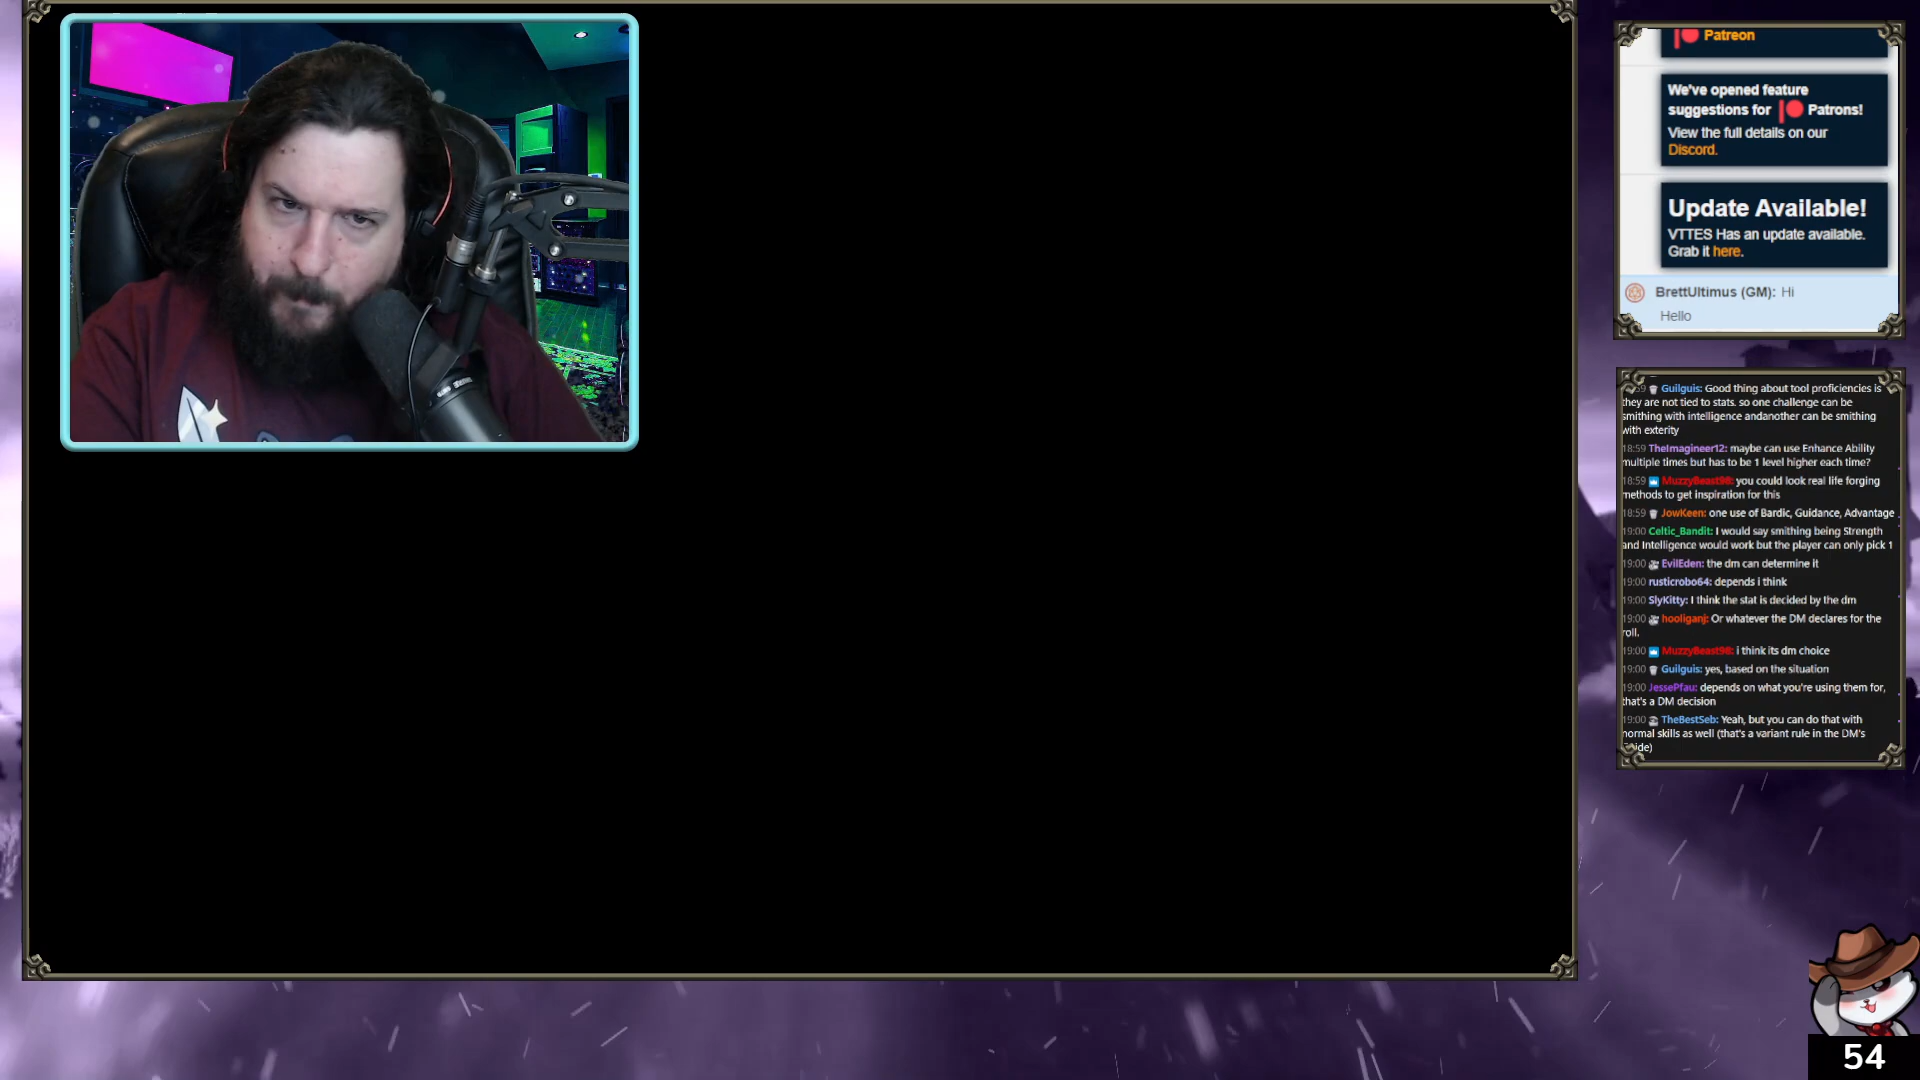 Patreon
We've opened feature
suggestions for Patrons!
View the full details on our
Discord.
Update Available!
VTTES Has an update available.
Grab it here.
BrettUltimus (GM): Hi
Hello
Guilguis: Good thing about tool proficiencies is
they are not tied to stats. so one challenge can be
smithing with intelligence andanother can be smithing
with exterity
18:59 TheImagineer12: maybe can use Enhance Ability
multiple times but has to be 1 level higher each time?
18:59 MuzzyBeast98: you could look real life forging
methods to get inspiration for this
18:59 JowKeen: one use of Bardic, Guidance, Advantage
19:00 Celtic_Bandit: I would say smithing being Strength
and Intelligence would work but the player can only pick 1
19:00 EvilEden: the dm can determine it
19:00 rusticrobo64: depends i think
19:00 SlyKitty: I think the stat is decided by the dm
19:00 hooliganj: Or whatever the DM declares for the
roll.
19:00 MuzzyBeast98: i think its dm choice
19:00 Guilguis: yes, based on the situation
19:00 JessePfau: depends on what you're using them for,
that's a DM decision
19:00 TheBestSeb: Yeah, but you can do that with
normal skills as well (that's a variant rule in the DM's
54